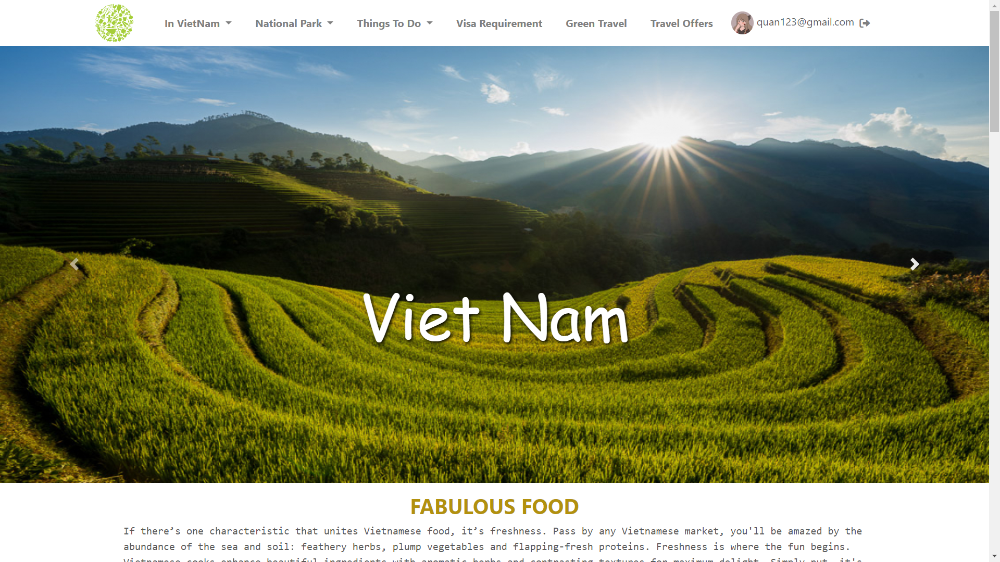 In VietNam
National Park
Things To Do
Visa Requirement
Green Travel
Travel Offers
quan123@gmail.com
Viet Nam
FABULOUS FOOD
If there’s one characteristic that unites Vietnamese food, it’s freshness. Pass by any Vietnamese market, you'll be amazed by the
abundance of the sea and soil: feathery herbs, plump vegetables and flapping-fresh proteins. Freshness is where the fun begins.
Vietnamese cooks enhance beautiful ingredients with aromatic herbs and contrasting textures for maximum delight. Simply put, it's